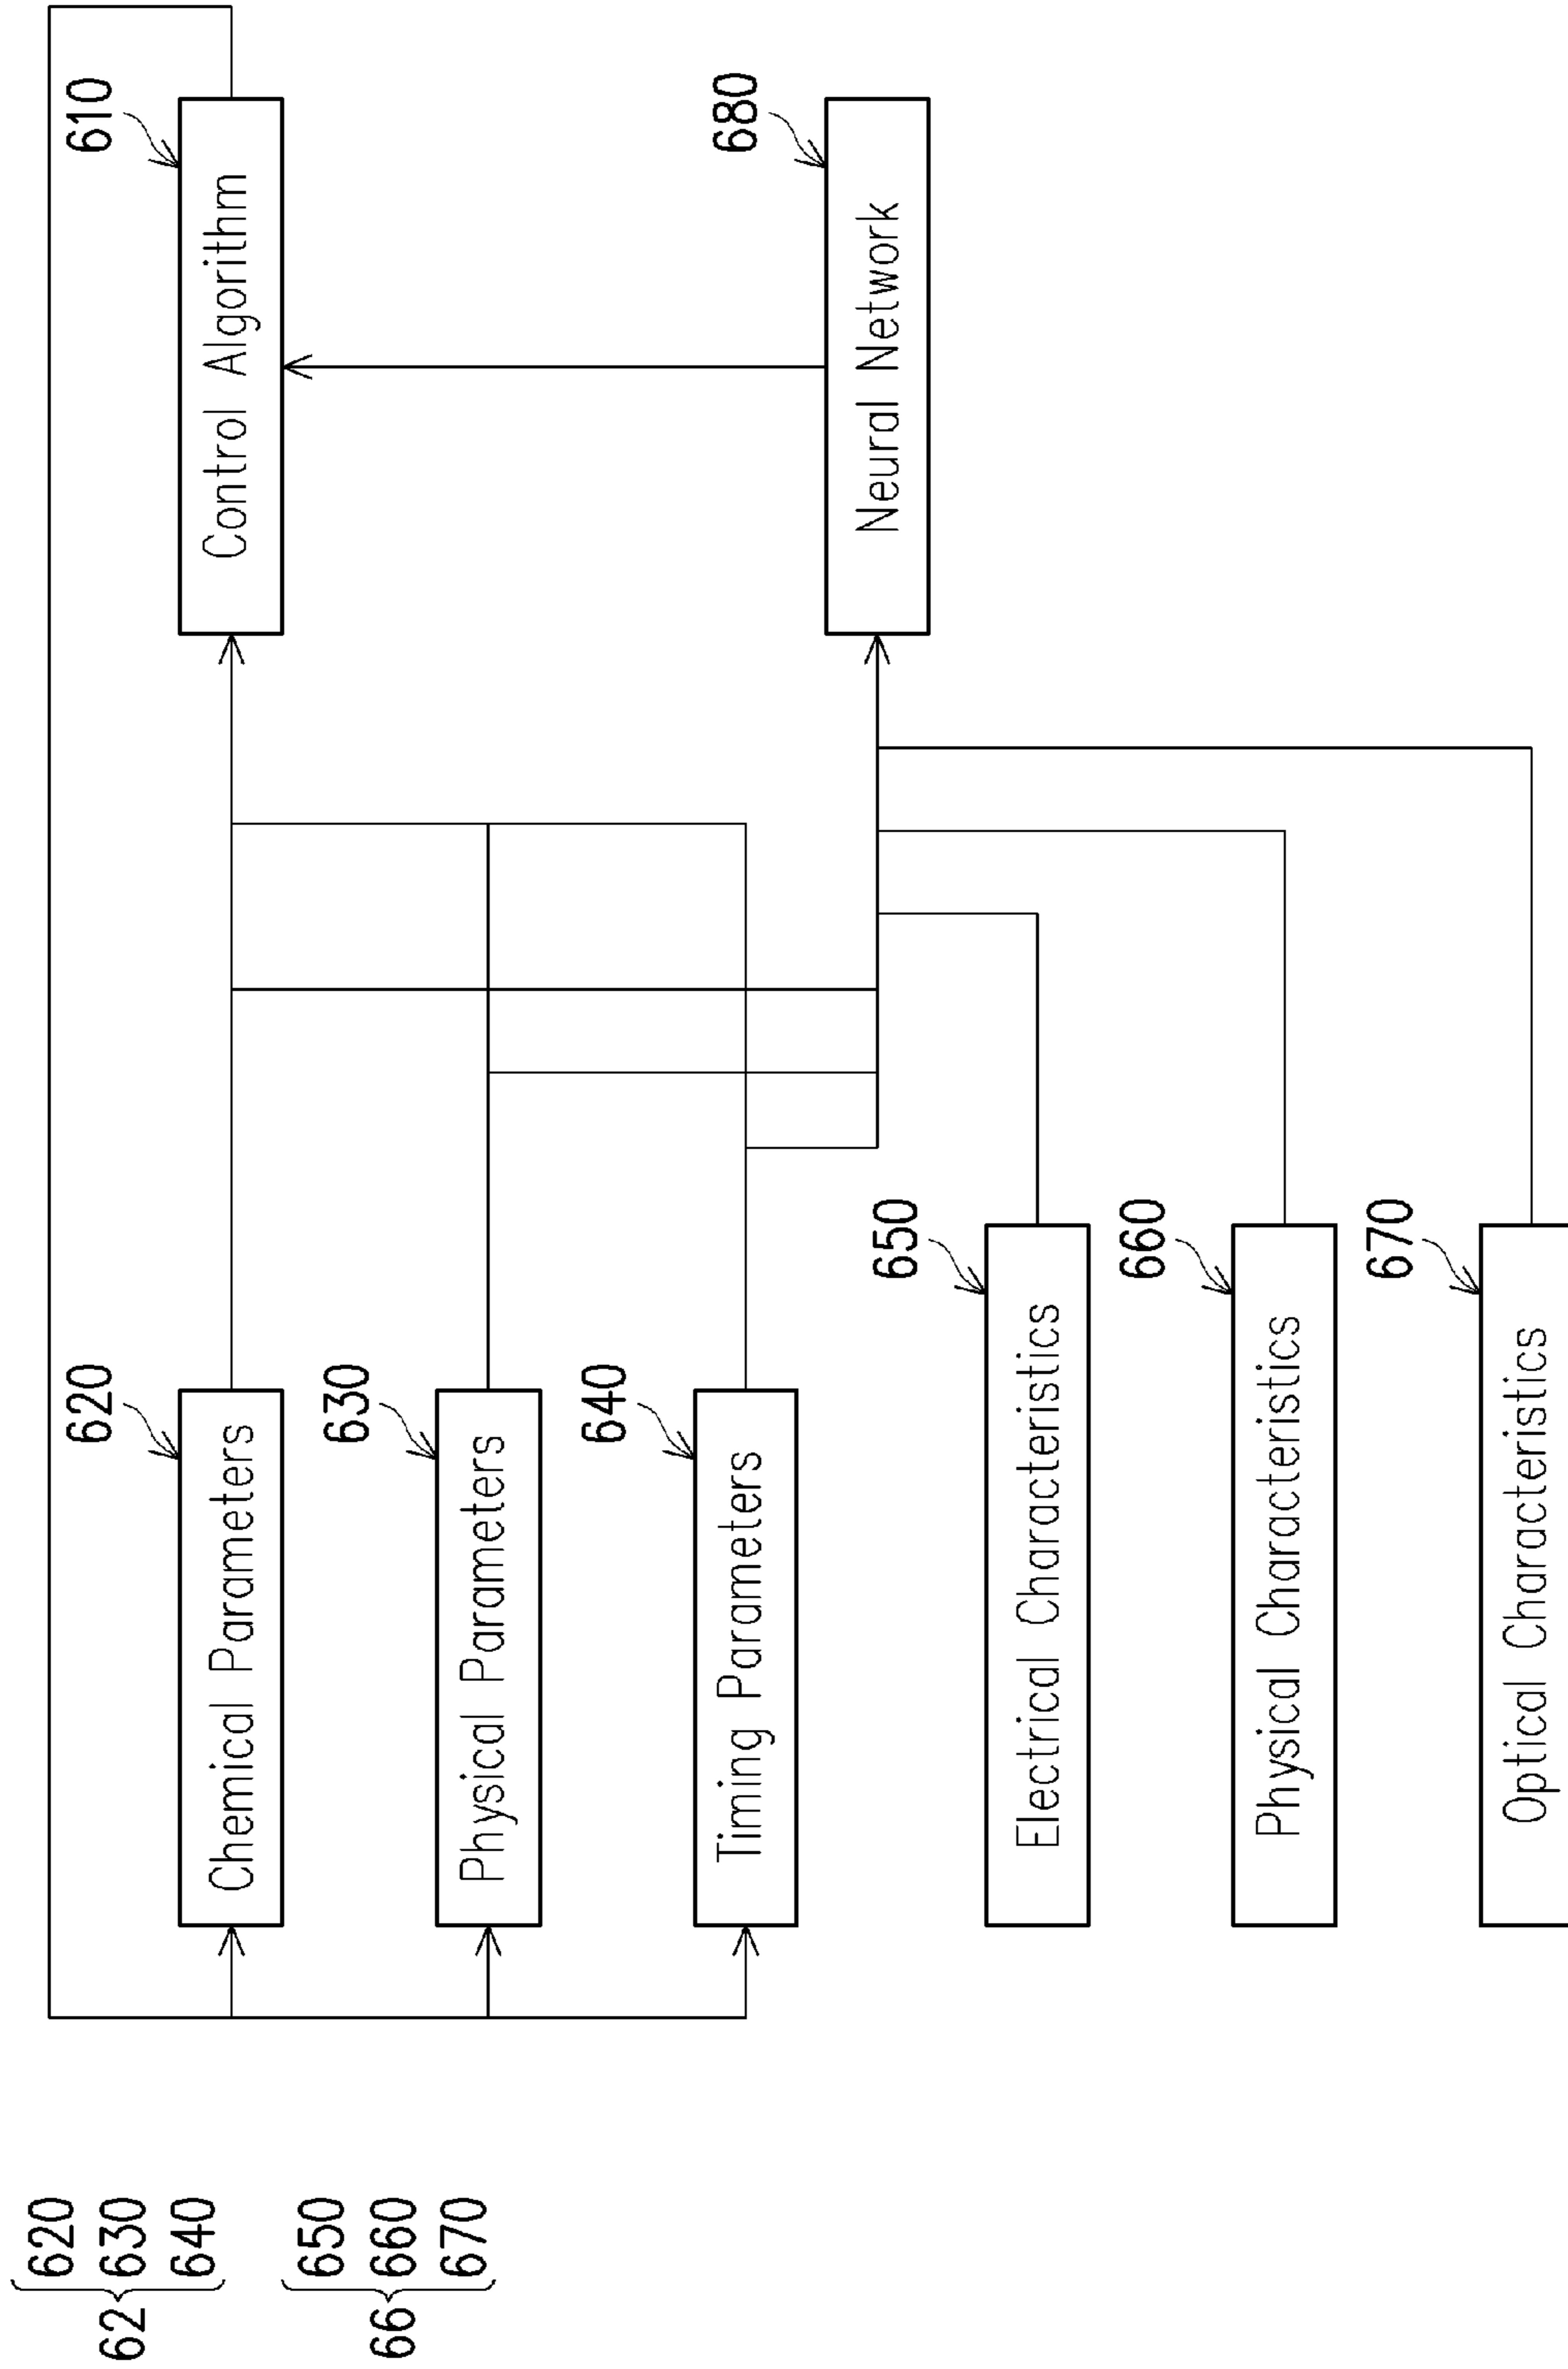 62 { 620
630
640
66 { 650
660
670
620
Chemical Parameters
630
Physical Parameters
640
Timing Parameters
650
Electrical Characteristics
660
Physical Characteristics
670
Optical Characteristics
610
Control Algorithm
680
Neural Network